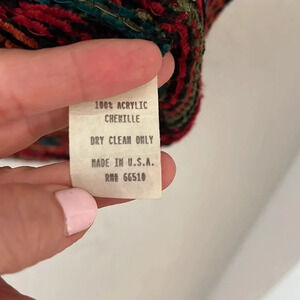 100% ACRYLIC
CHENILLE
DRY CLEAN ONLY
MADE IN U.S.A.
RN# 66510